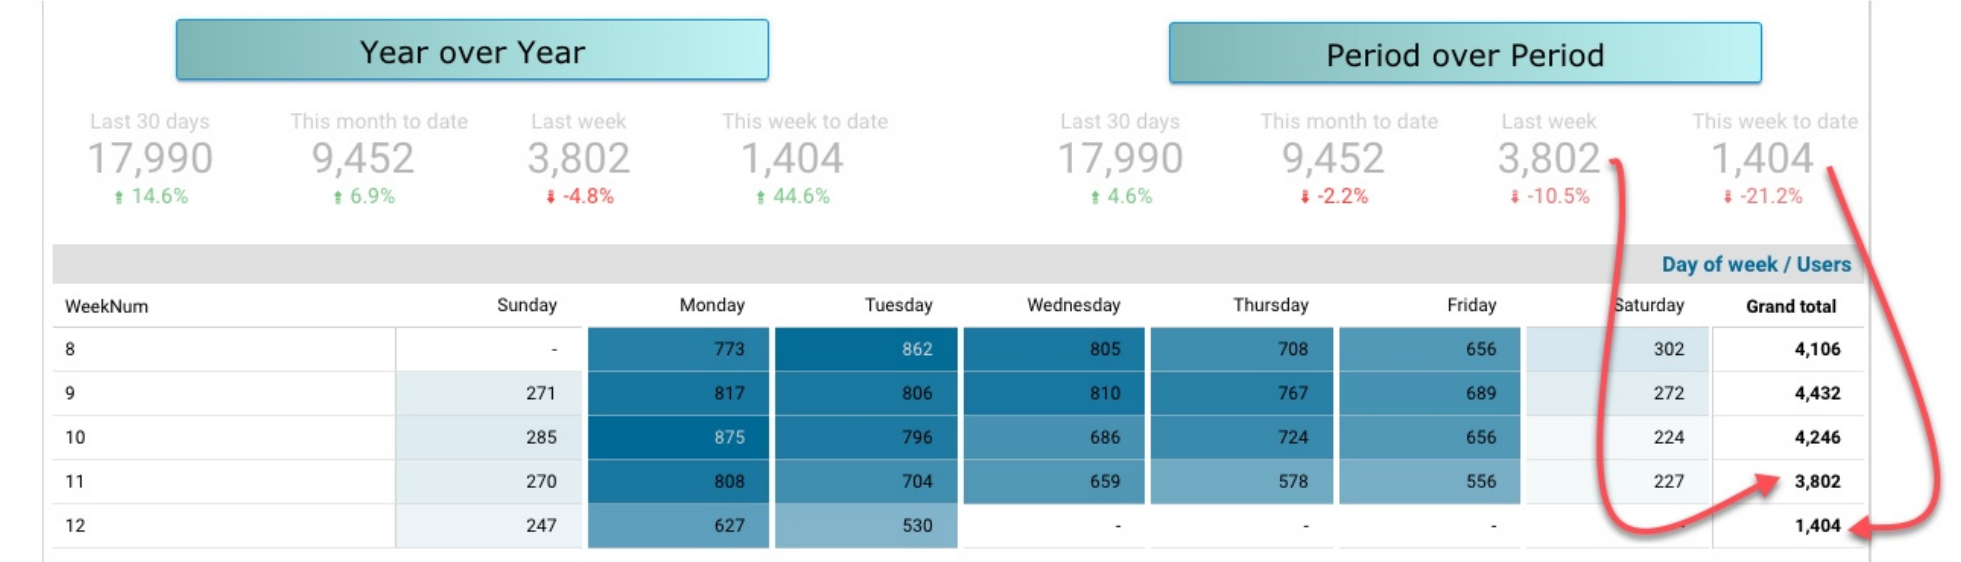 Year over Year
Period over Period
Last 30 days This month to date Last week This week to date Last 30 days This month to date Last week This week to date
17,990 9,452 3,802 1,404 17,990 9,452 3,802 1,404
14.6% 6.9% -4.8% 44.6% 4.6% -2.2% -10.5% -21.2%
Day of week / Users
WeekNum Sunday Monday Tuesday Wednesday Thursday Friday Saturday Grand total
8 - 773 862 805 708 656 302 4,106
9 271 817 806 810 767 689 272 4,432
10 285 875 796 686 724 656 224 4,246
11 270 808 704 659 578 556 227 3,802
12 247 627 530 - - - - 1,404